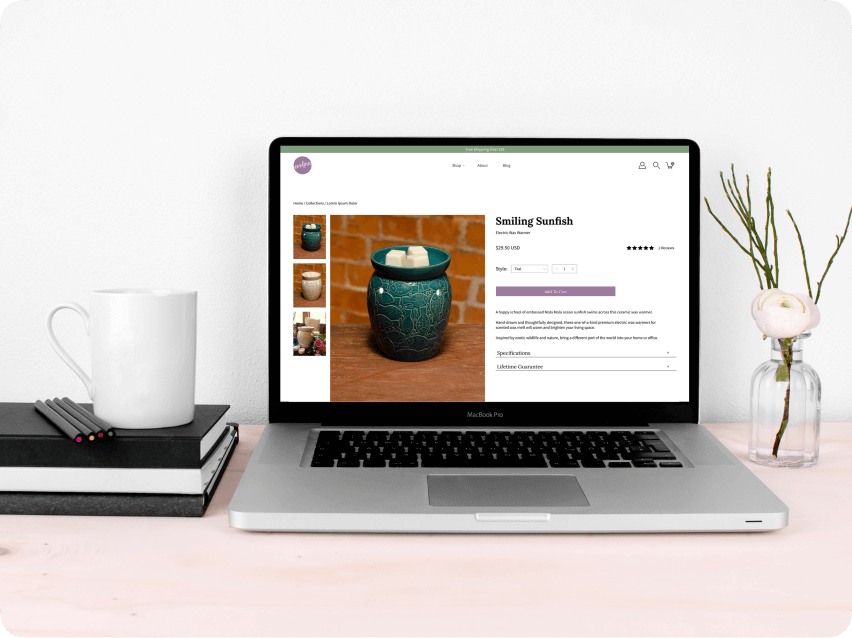 Free shipping over $75
Shop
About
Blog
Home / Collections / Lorem Ipsum Dolor
Smiling Sunfish
Electric Wax Warmer
$29.50 USD
2 Reviews
Style:
Teal
1
Add To Cart
A happy school of embossed Mola Mola ocean sunfish swims across this ceramic wax warmer.
Hand-drawn and thoughtfully designed, these one-of-a-kind premium electric wax warmers for
scented wax melt will warm and brighten your living space.
Inspired by exotic wildlife and nature, bring a different part of the world into your home or office
Specifications
Lifetime Guarantee
MacBook Pro